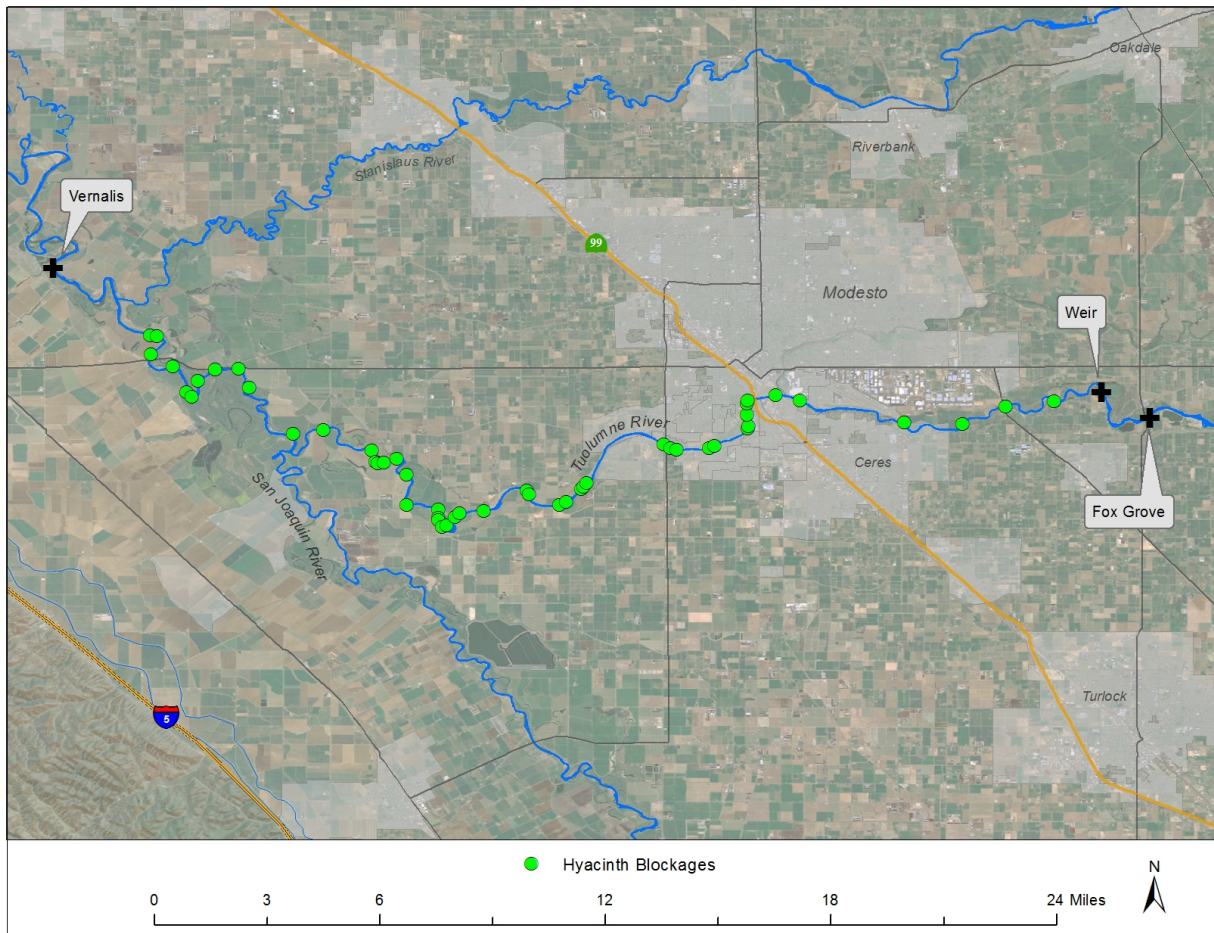 Oakdale
Riverbank
Stanislaus River
Vernalis
99
Modesto
Weir
Tuolumne River
Ceres
San Joaquin River
Fox Grove
Turlock
5
Hyacinth Blockages
N
0 3 6 12 18 24 Miles